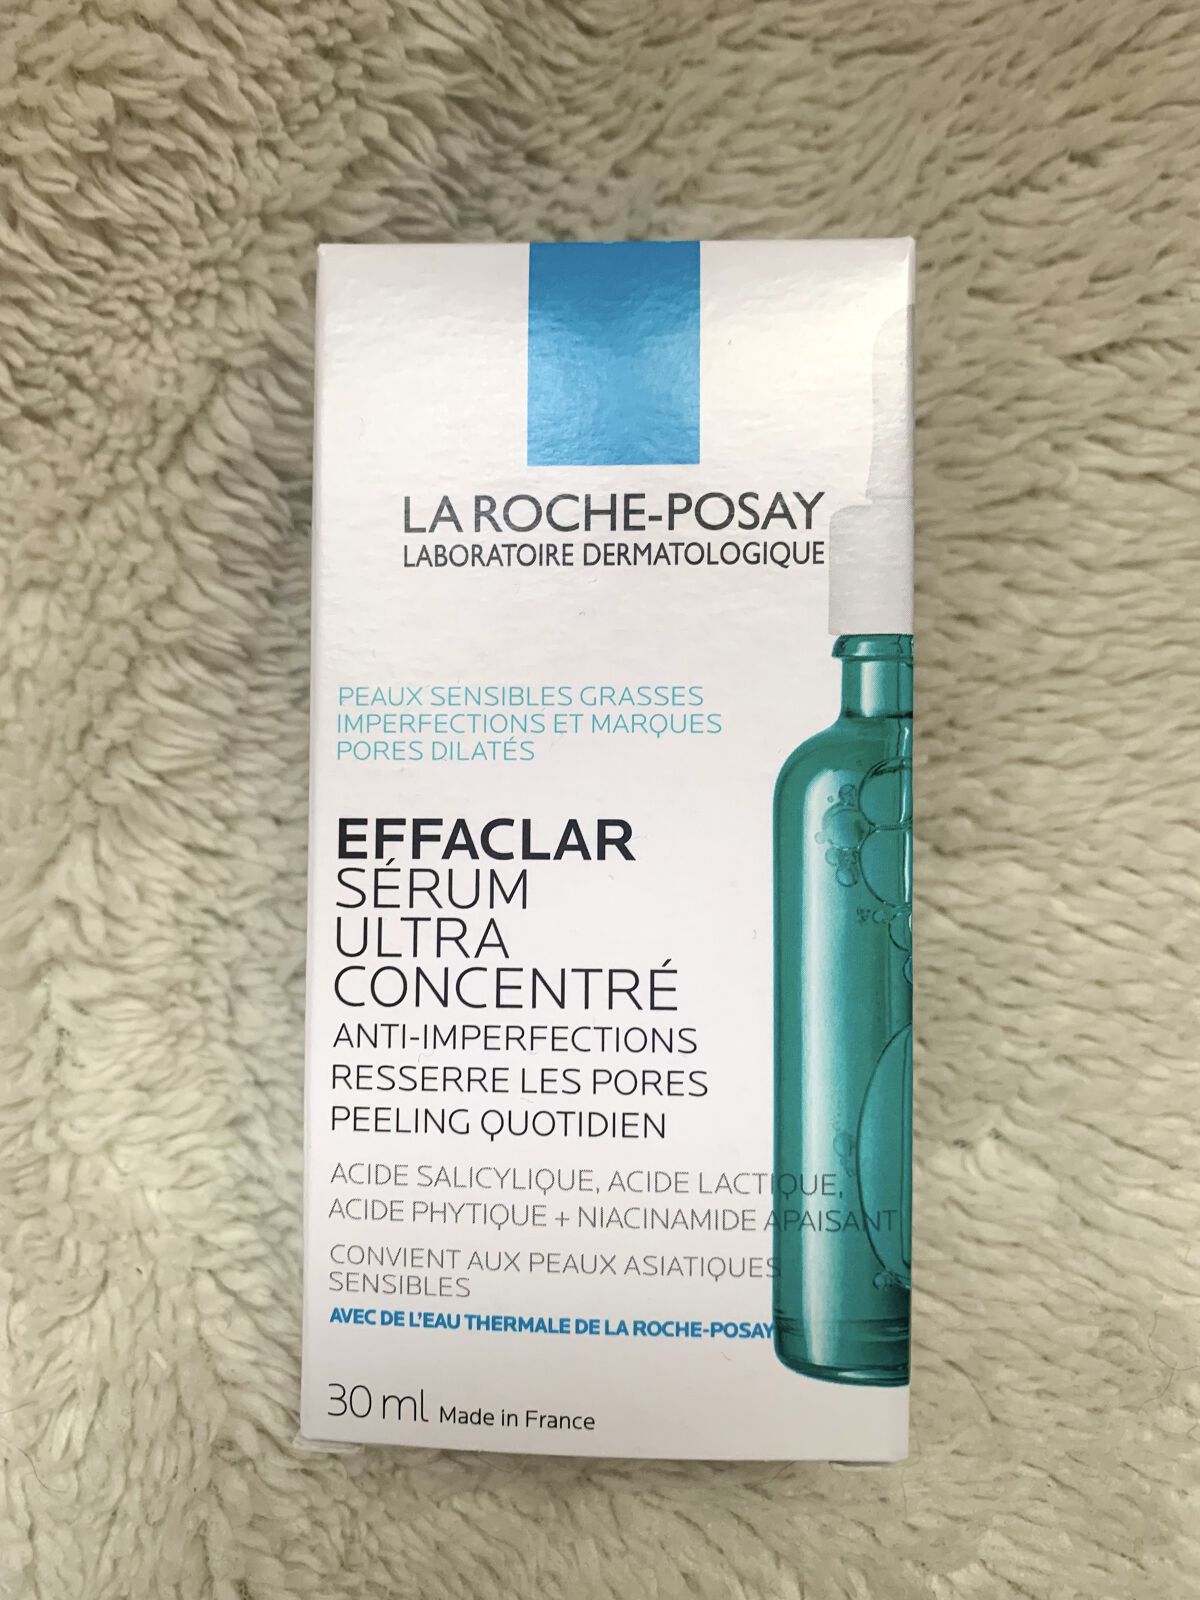 LA ROCHE-POSAY
LABORATOIRE DERMATOLOGIQUE
PEAUX SENSIBLES GRASSES
IMPERFECTIONS ET MARQUES
PORES DILATÉS
EFFACLAR
SÉRUM
ULTRA
CONCENTRÉ
ANTI-IMPERFECTIONS
RESSERRE LES PORES
PEELING QUOTIDIEN
ACIDE SALICYLIQUE, ACIDE LACTIQUE,
ACIDE PHYTIQUE + NIACINAMIDE APAISANT
CONVIENT AUX PEAUX ASIATIQUES
SENSIBLES
AVEC DE L'EAU THERMALE DE LA ROCHE-POSAY
30 ml Made in France